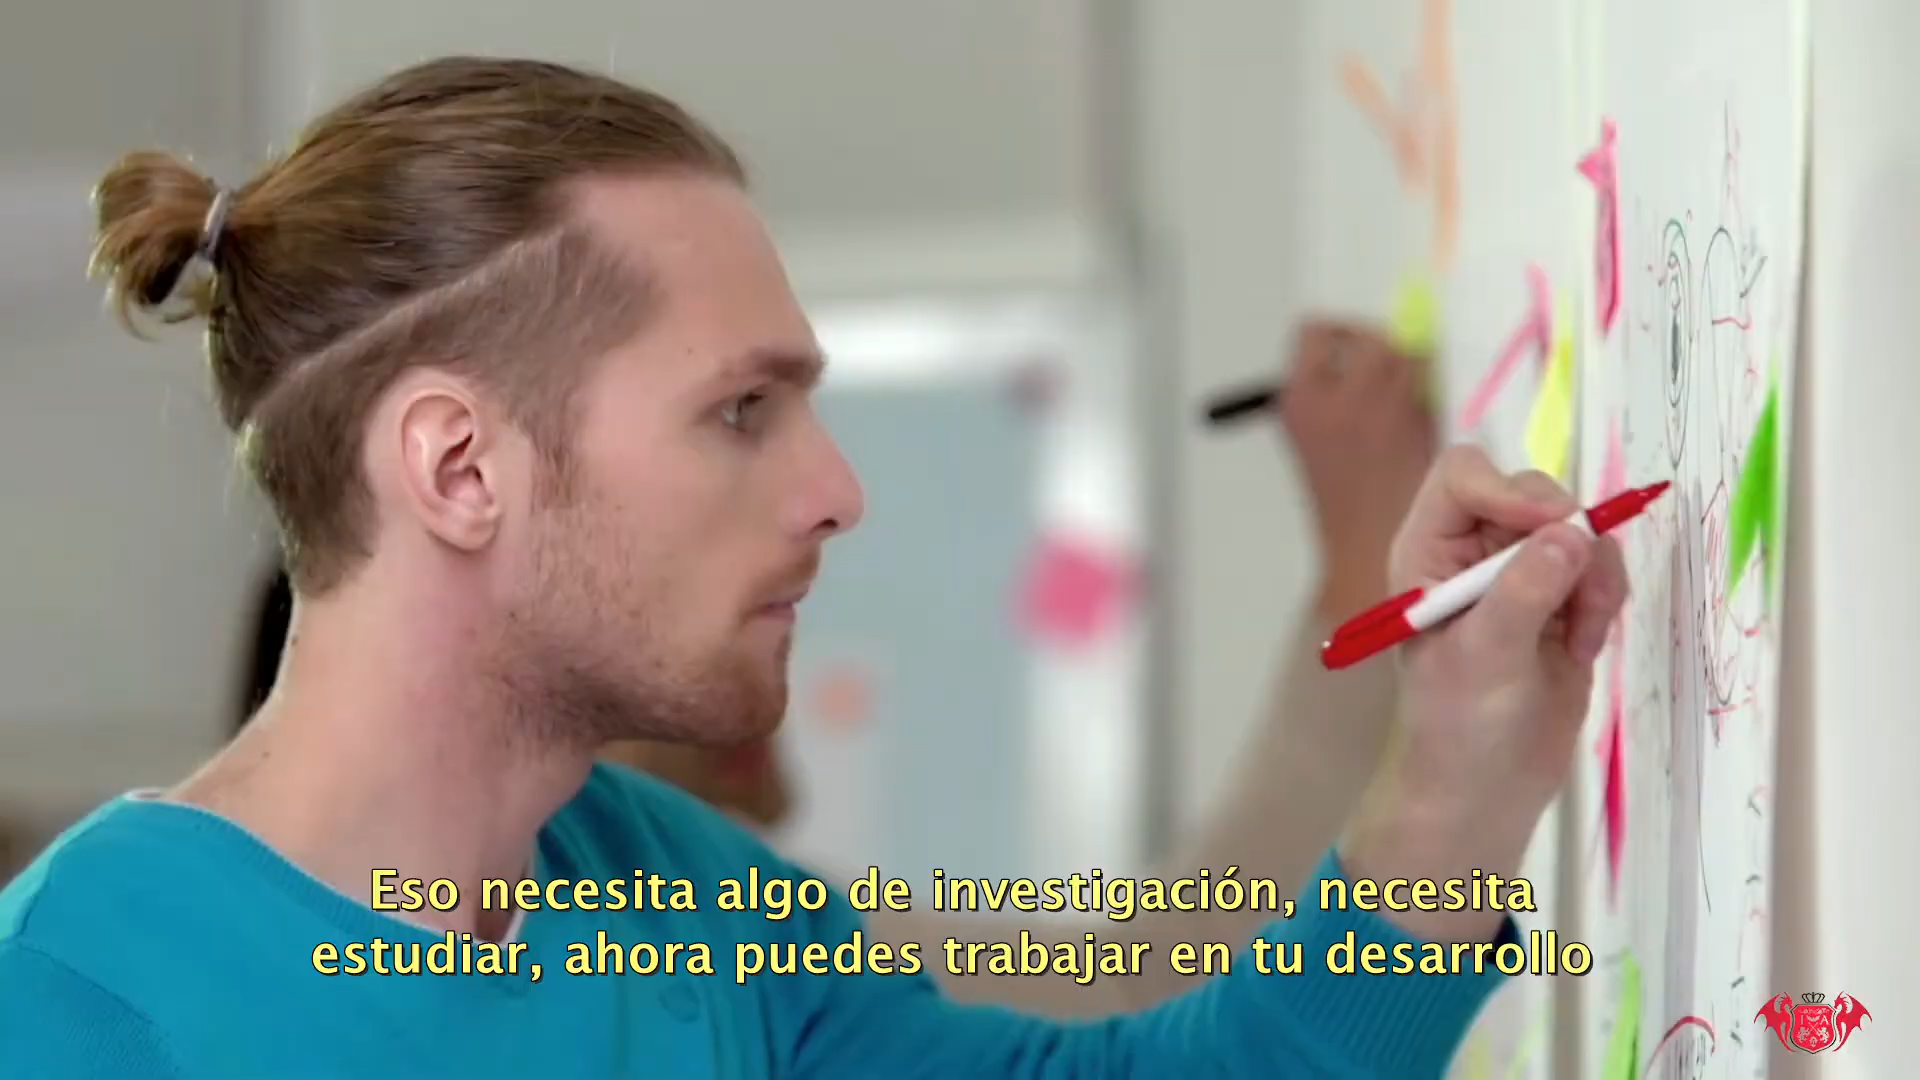 Eso necesita algo de investigación, necesita
estudiar, ahora puedes trabajar en tu desarrollo